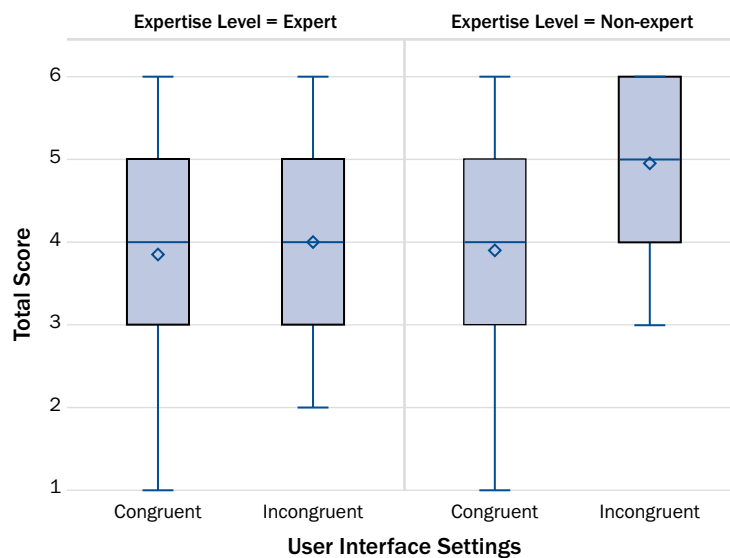 Expertise Level = Expert
Expertise Level = Non-expert
6
5
4
3
2
1
Total Score
Congruent
Incongruent
Congruent
Incongruent
User Interface Settings